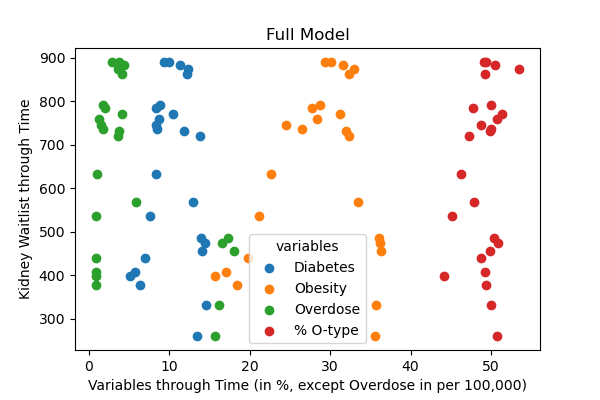 Full Model
900
800
700
600
500
400
300
Kidney Waitlist through Time
variables
Diabetes
Obesity
Overdose
% O-type
0 10 20 30 40 50
Variables through Time (in %, except Overdose in per 100,000)